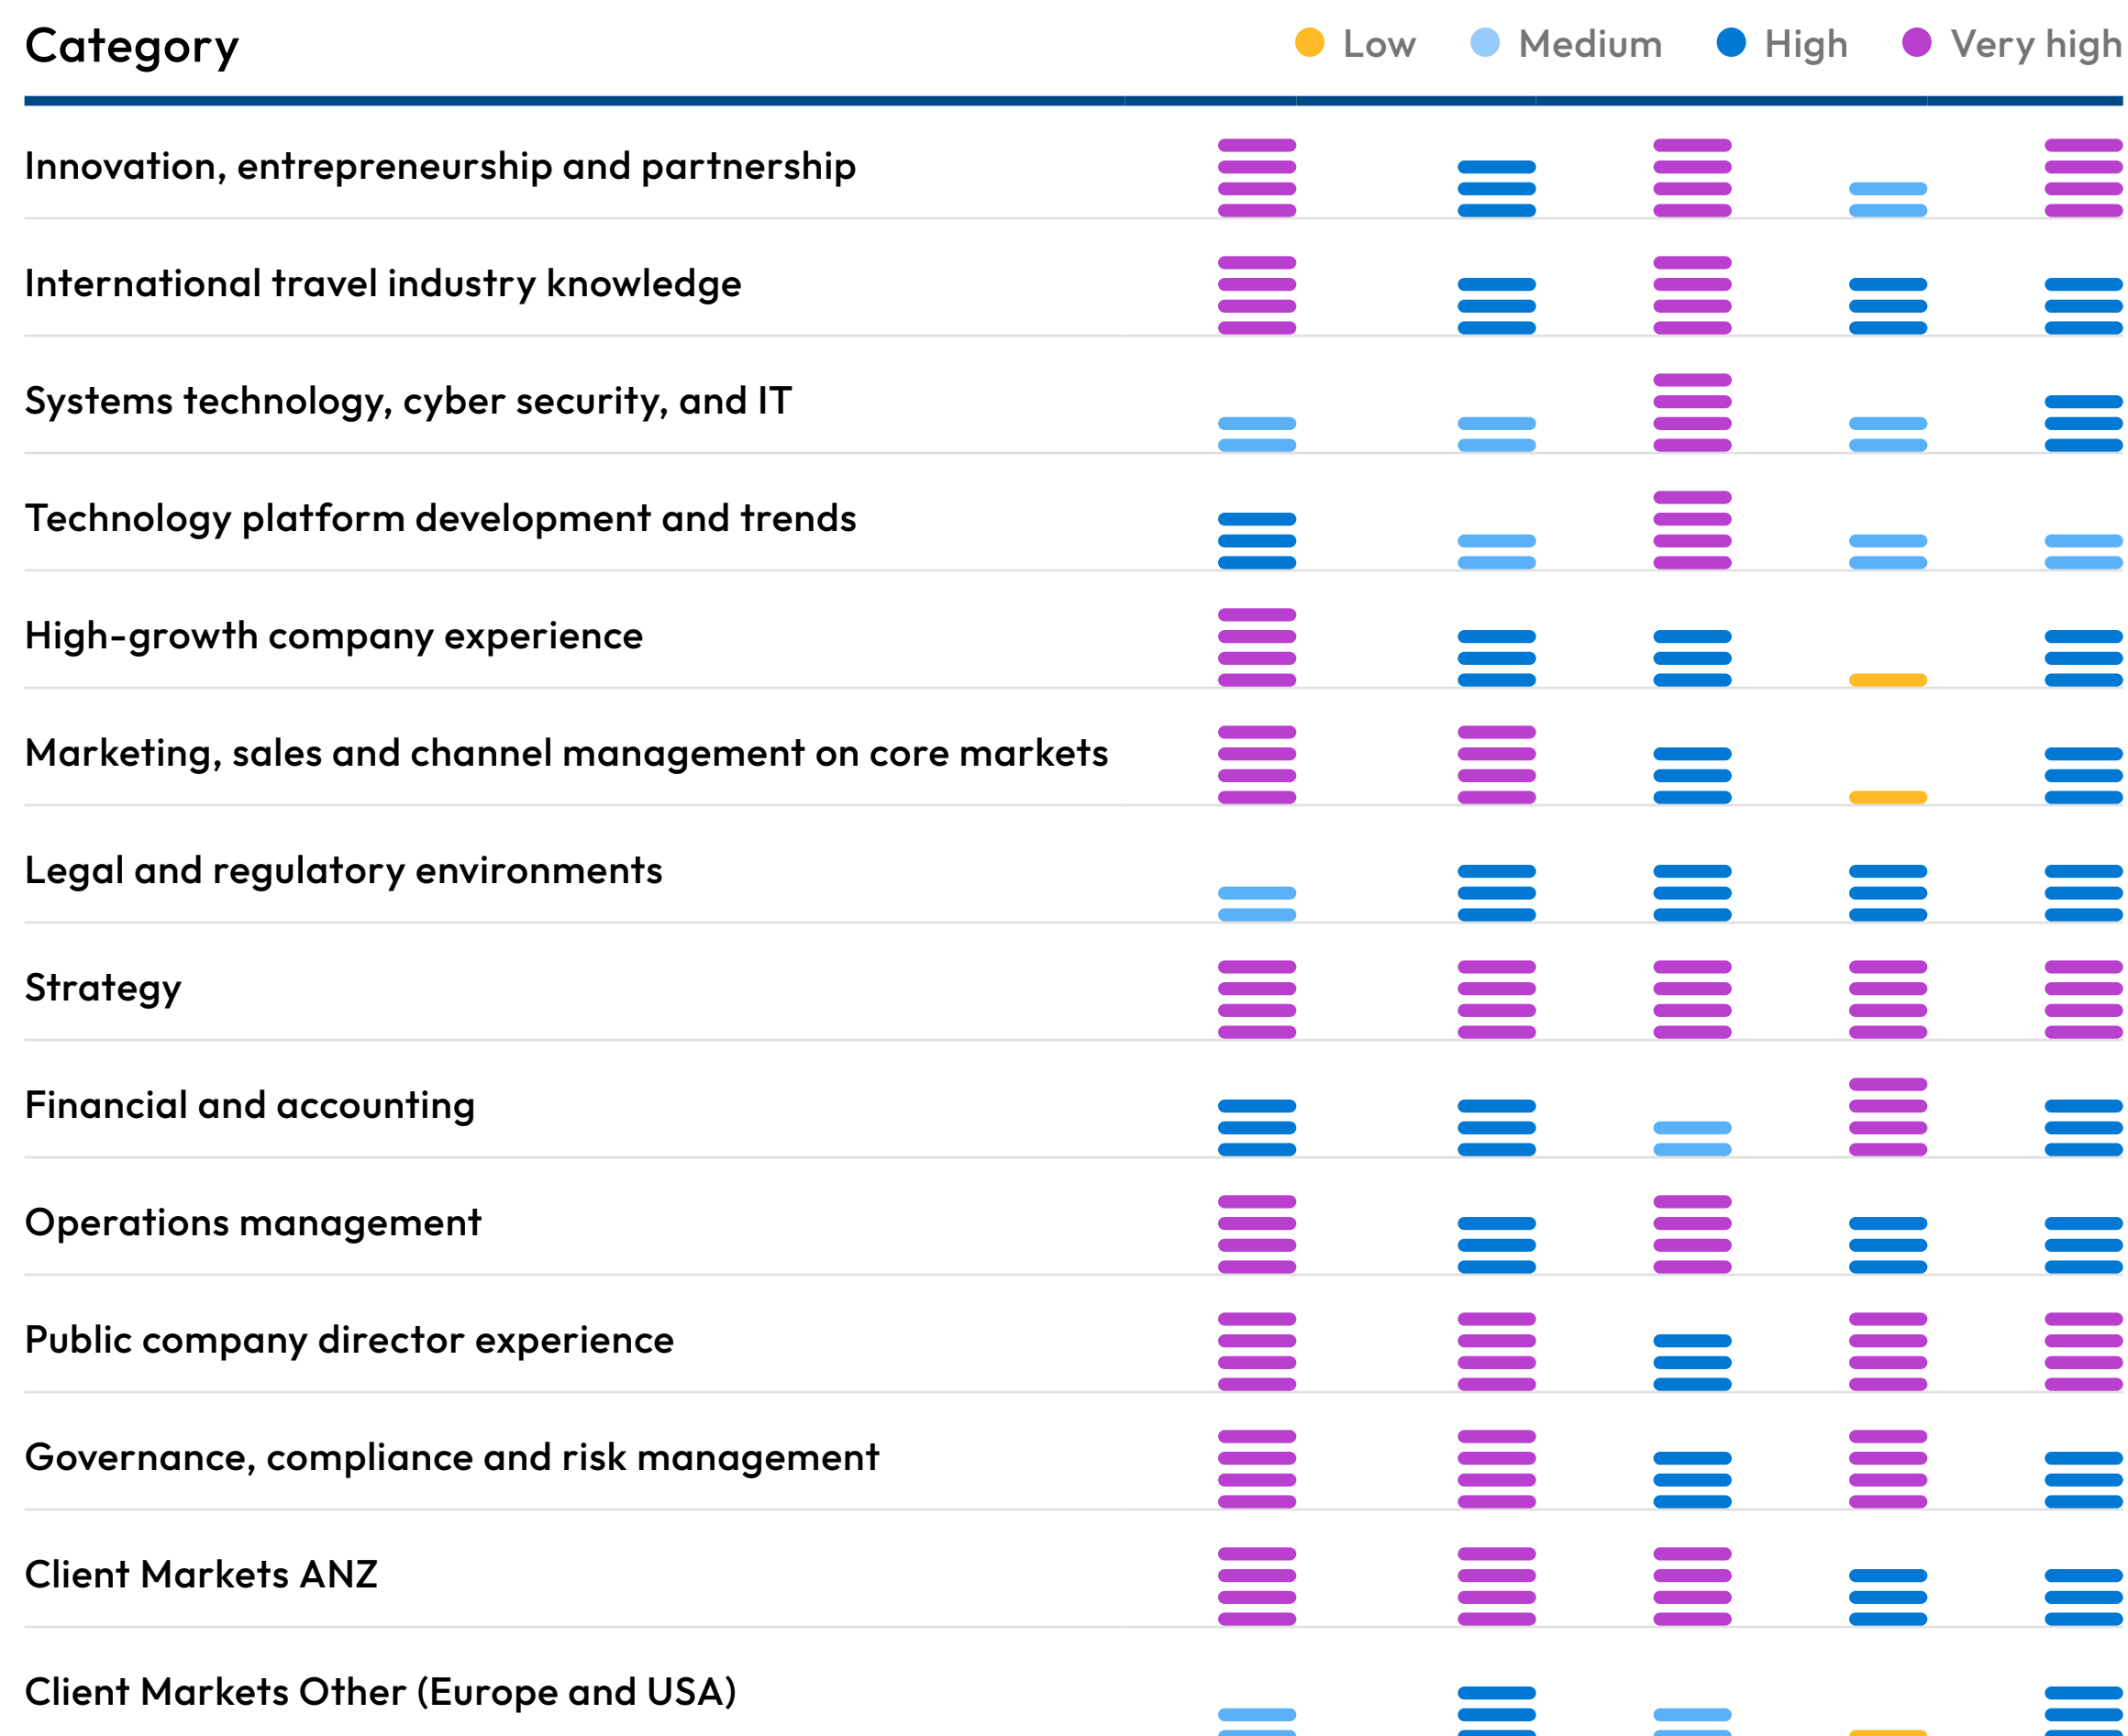 Category
Low Medium High Very high
Innovation, entrepreneurship and partnership
International travel industry knowledge
Systems technology, cyber security, and IT
Technology platform development and trends
High-growth company experience
Marketing, sales and channel management on core markets
Legal and regulatory environments
Strategy
Financial and accounting
Operations management
Public company director experience
Governance, compliance and risk management
Client Markets ANZ
Client Markets Other (Europe and USA)